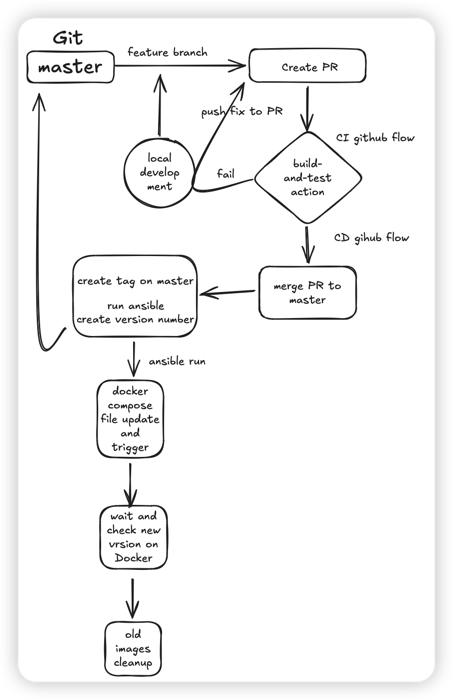 Git
feature branch
master
Create PR
push fix to PR
CI github flow
local
develop
ment
fail
build-
and-test
action
CD gihub flow
create tag on master
run ansible
create version number
merge PR to
master
ansible run
docker
compose
file update
and
trigger
wait and
check new
vrsion on
Docker
old
images
cleanup